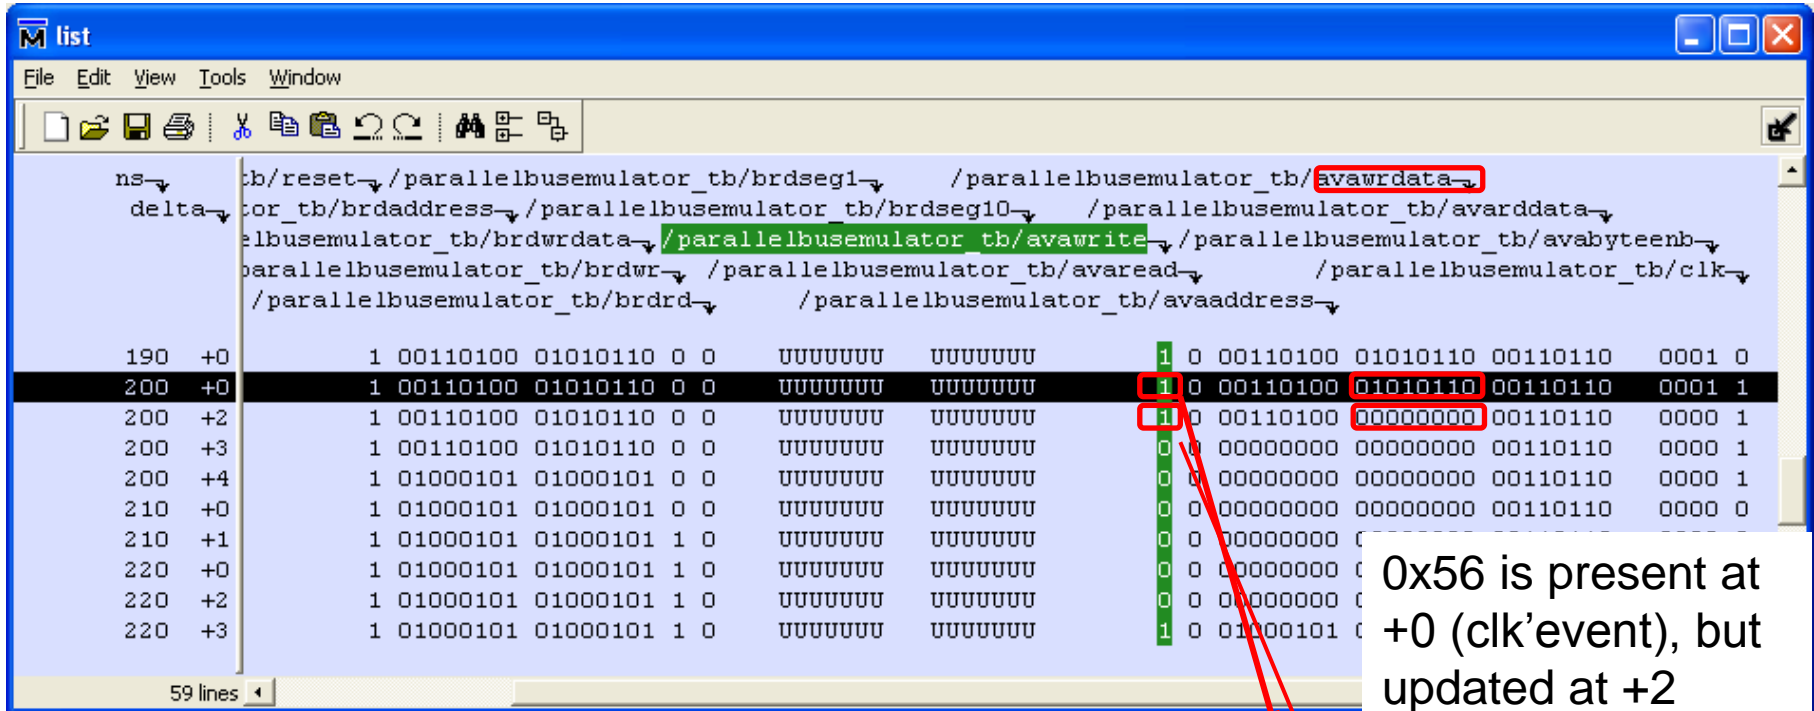 list
File Edit View Tools Window
ns tb/reset /parallelbusemulator_tb/brdseg1 /parallelbusemulator_tb/avawrdata
delta tor_tb/brdaddress /parallelbusemulator_tb/brdseg10 /parallelbusemulator_tb/avarddata
elbusemulator_tb/brdwrdata /parallelbusemulator_tb/avawrite /parallelbusemulator_tb/avabyteenb
parallelbusemulator_tb/brdwr /parallelbusemulator_tb/avaread /parallelbusemulator_tb/clk
/parallelbusemulator_tb/brdrd /parallelbusemulator_tb/avaaddress
190 +0 1 00110100 01010110 0 0 UUUUUUU UUUUUUU 1 0 00110100 01010110 00110110 0001 0
200 +0 1 00110100 01010110 0 0 UUUUUUU UUUUUUU 1 0 00110100 01010110 00110110 0001 1
200 +2 1 00110100 01010110 0 0 UUUUUUU UUUUUUU 1 0 00110100 00000000 00110110 0000 1
200 +3 1 00110100 01010110 0 0 UUUUUUU UUUUUUU 0 0 00000000 00000000 00110110 0000 1
200 +4 1 01000101 01000101 0 0 UUUUUUU UUUUUUU 0 0 00000000 00000000 00110110 0000 1
210 +0 1 01000101 01000101 0 0 UUUUUUU UUUUUUU 0 0 00000000 00000000 00110110 0000 0
210 +1 1 01000101 01000101 1 0 UUUUUUU UUUUUUU 0 0 00000000
220 +0 1 01000101 01000101 1 0 UUUUUUU UUUUUUU 0 0 00000000
220 +2 1 01000101 01000101 1 0 UUUUUUU UUUUUUU 0 0 00000000
220 +3 1 01000101 01000101 1 0 UUUUUUU UUUUUUU 1 0 01000101
59 lines
0x56 is present at
+0 (clk’event), but
updated at +2